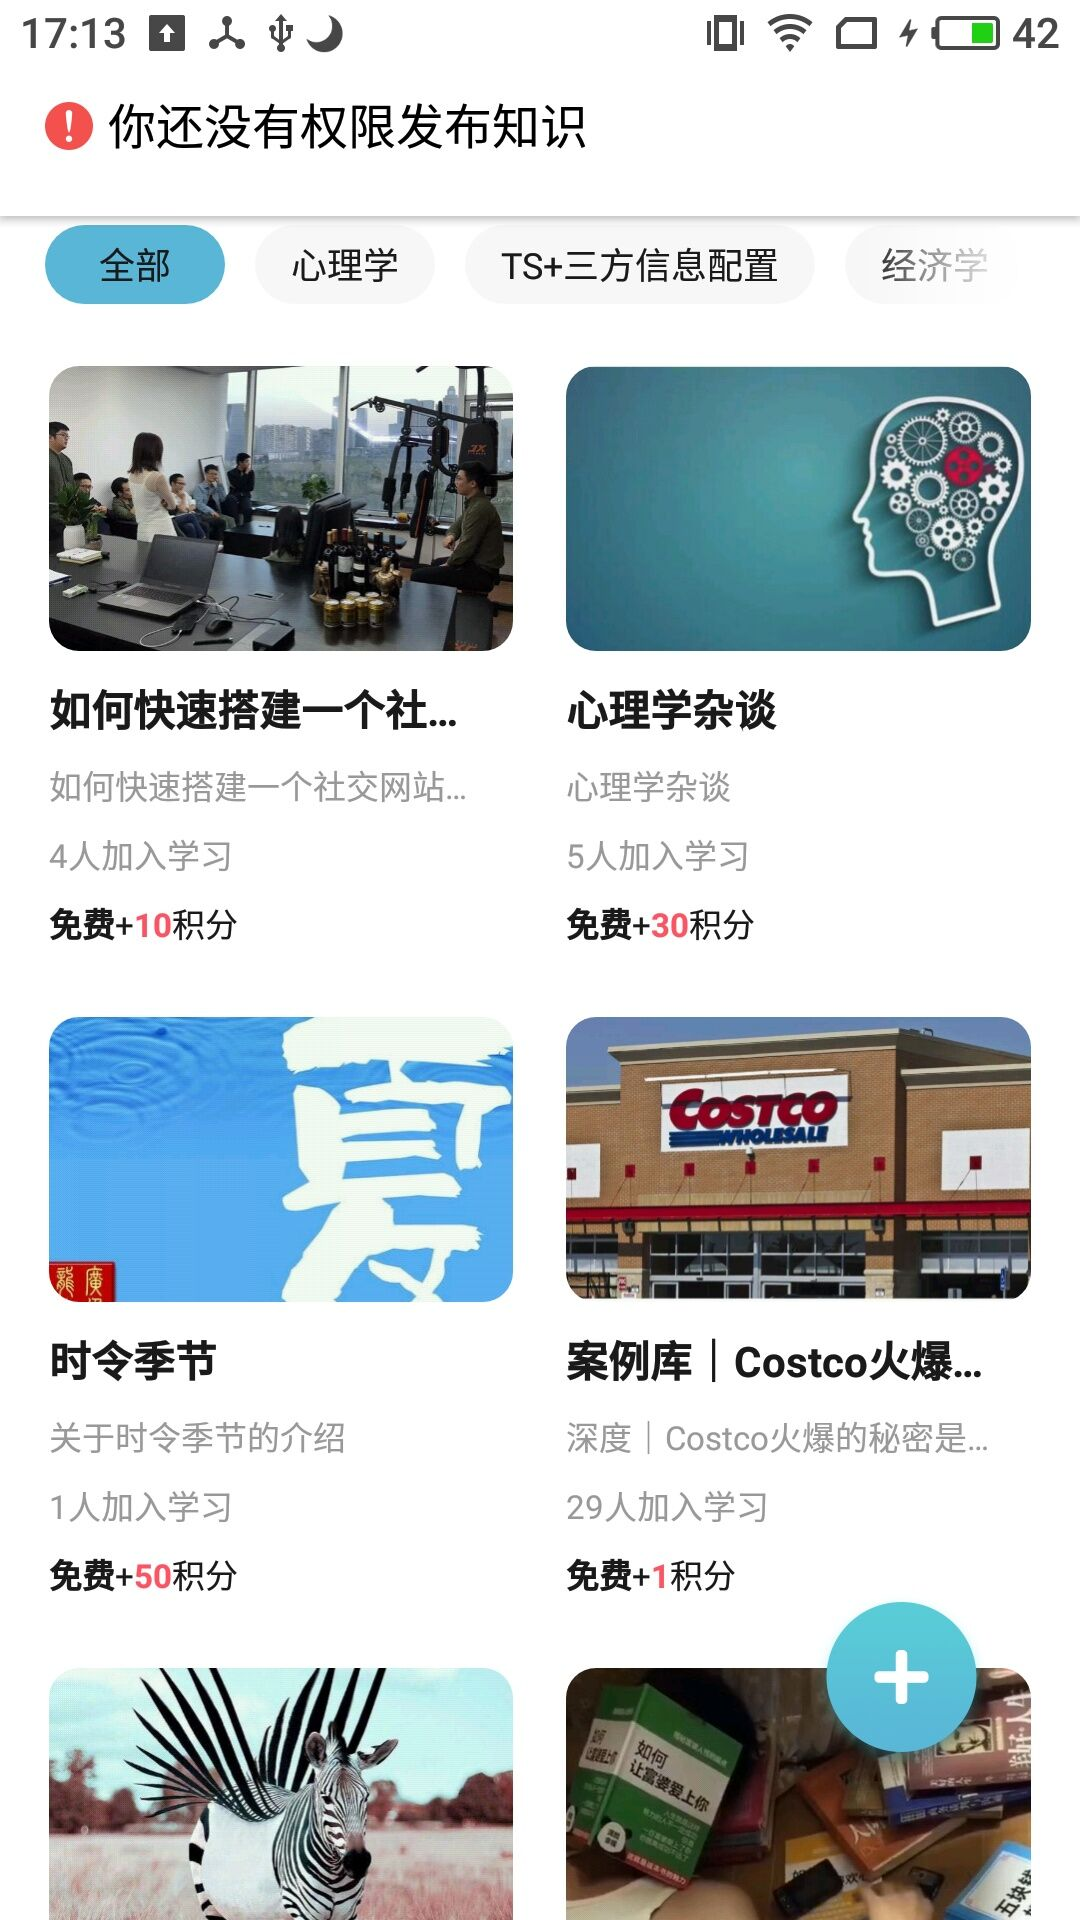 17:13
42
你还没有权限发布知识
全部
心理学
TS+三方信息配置
经济学
如何快速搭建一个社...
心理学杂谈
如何快速搭建一个社交网站...
心理学杂谈
4人加入学习
5人加入学习
免费+10积分
免费+30积分
夏
COSTCO
WHOLESALE
时令季节
案例库｜Costco火爆...
关于时令季节的介绍
深度｜Costco火爆的秘密是...
1人加入学习
29人加入学习
免费+50积分
免费+1积分
如何
让富婆爱上你